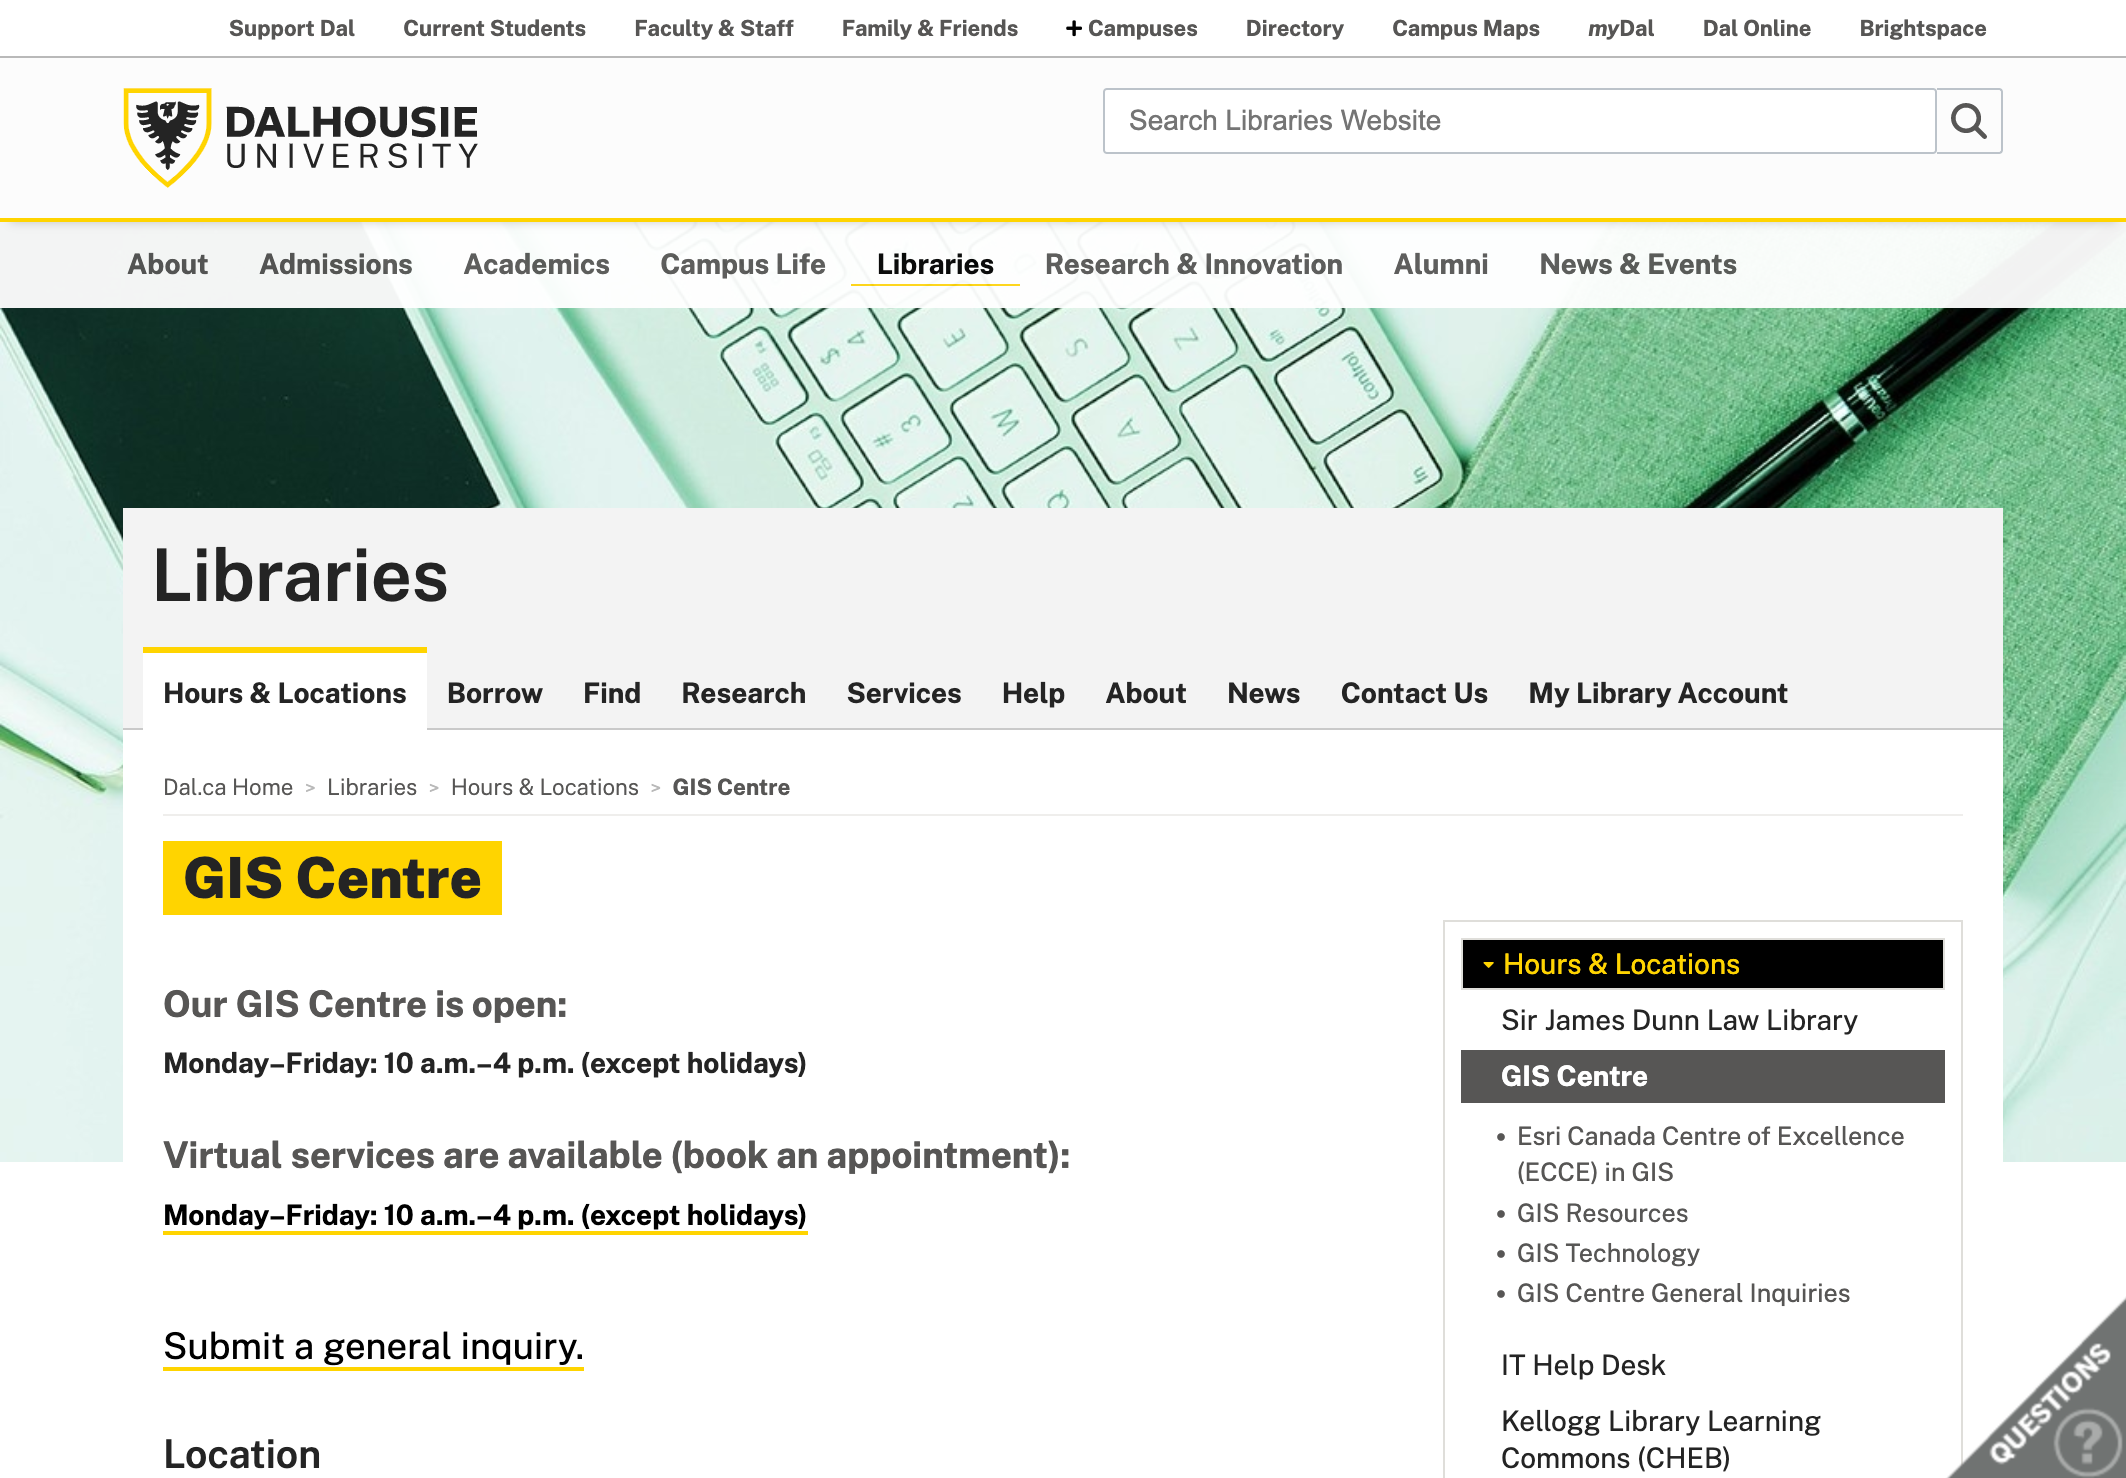 Support Dal Current Students Faculty & Staff Family & Friends + Campuses Directory Campus Maps myDal Dal Online Brightspace
DALHOUSIE
UNIVERSITY
Search Libraries Website
About Admissions Academics Campus Life Libraries Research & Innovation Alumni News & Events
Libraries
Hours & Locations Borrow Find Research Services Help About News Contact Us My Library Account
Dal.ca Home > Libraries > Hours & Locations > GIS Centre
GIS Centre
Our GIS Centre is open:
Monday–Friday: 10 a.m.–4 p.m. (except holidays)
Virtual services are available (book an appointment):
Monday–Friday: 10 a.m.–4 p.m. (except holidays)
Submit a general inquiry.
Location
Hours & Locations
Sir James Dunn Law Library
GIS Centre
• Esri Canada Centre of Excellence
(ECCE) in GIS
• GIS Resources
• GIS Technology
• GIS Centre General Inquiries
IT Help Desk
Kellogg Library Learning
Commons (CHEB)
QUESTIONS
?